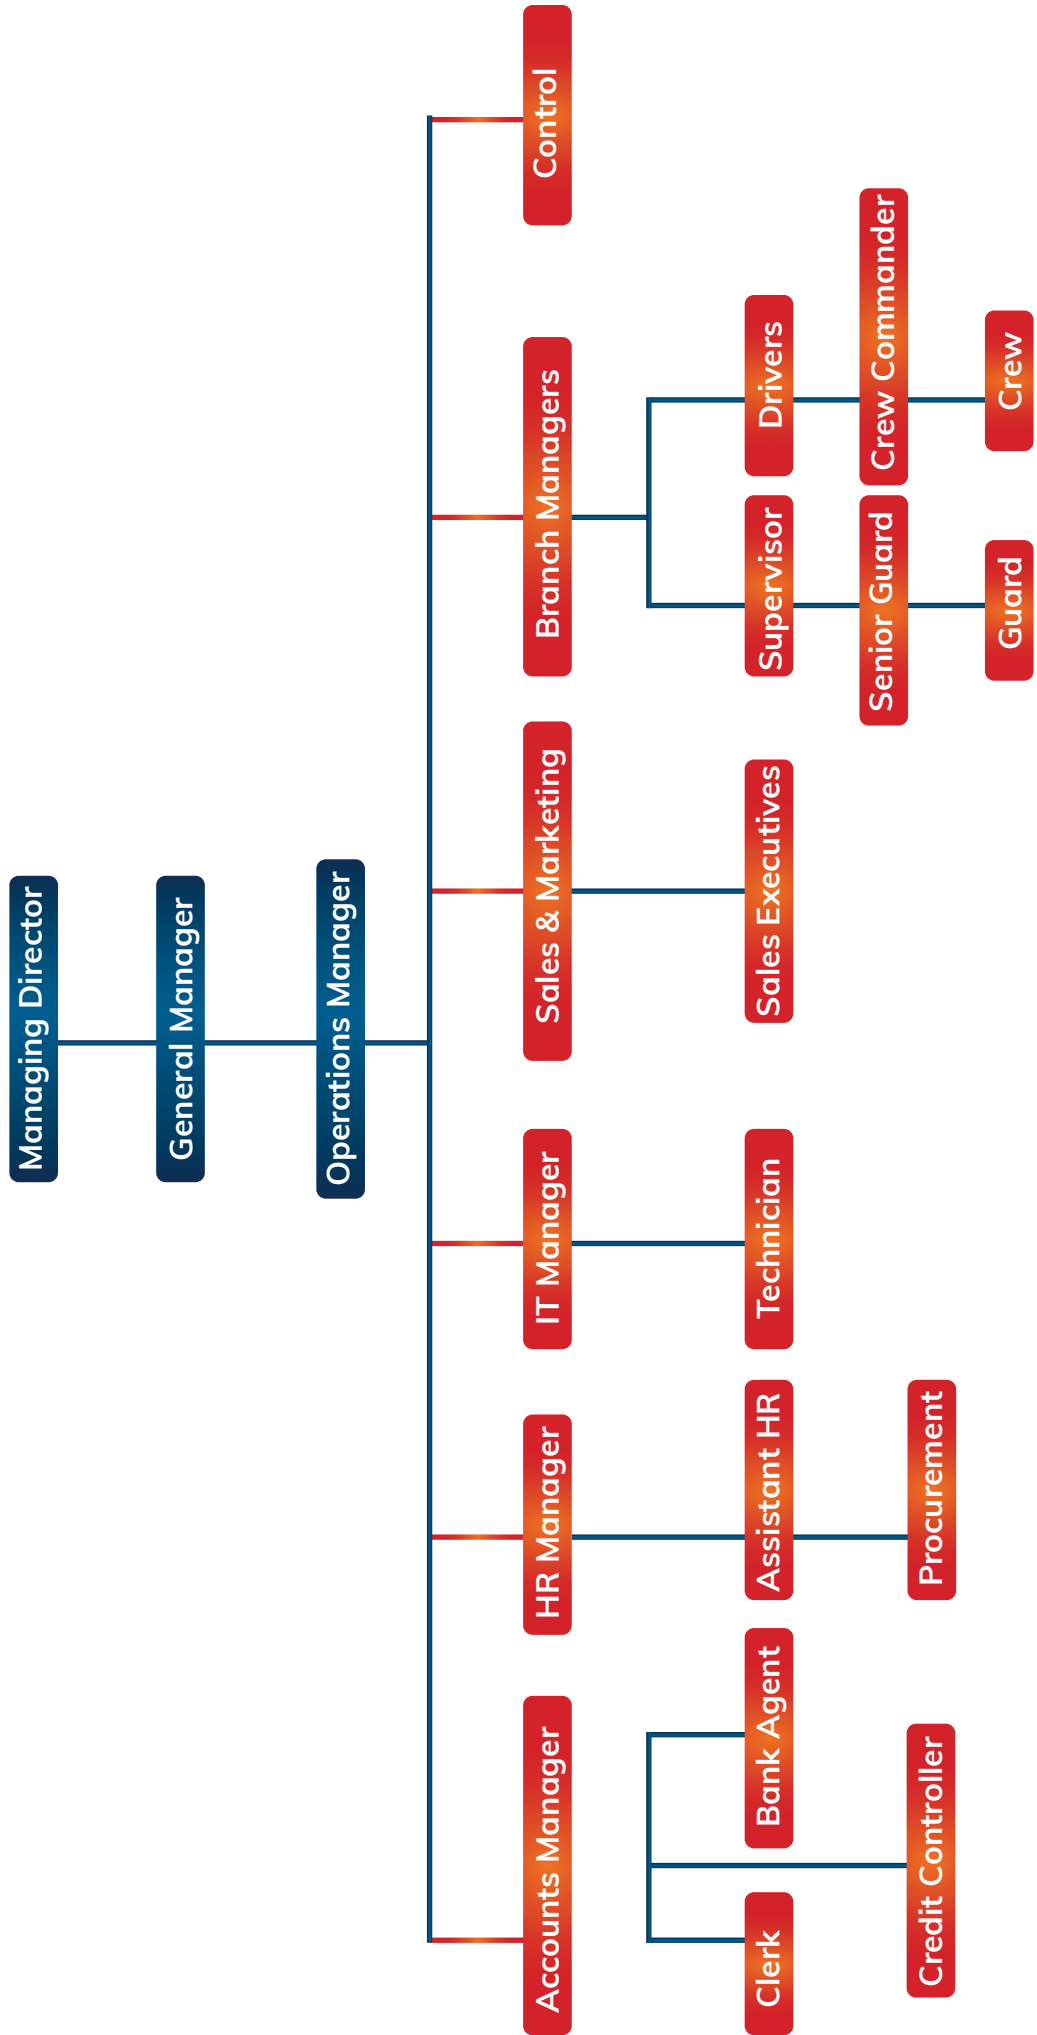 Managing Director
General Manager
Operations Manager
Accounts Manager
HR Manager
IT Manager
Sales & Marketing
Branch Managers
Control
Clerk
Bank Agent
Assistant HR
Technician
Sales Executives
Supervisor
Drivers
Credit Controller
Procurement
Senior Guard
Crew Commander
Guard
Crew